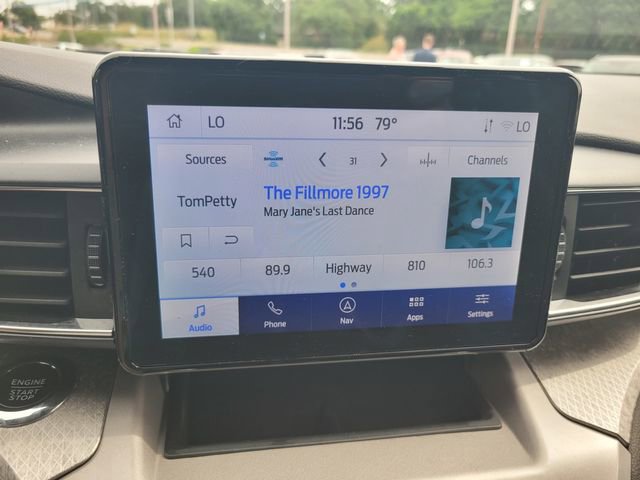 LO 11:56 79° LO
Sources SiriusXM 31 Channels
TomPetty
The Fillmore 1997
Mary Jane's Last Dance
540 89.9 Highway 810 106.3
Audio Phone Nav Apps Settings
ENGINE
START
STOP